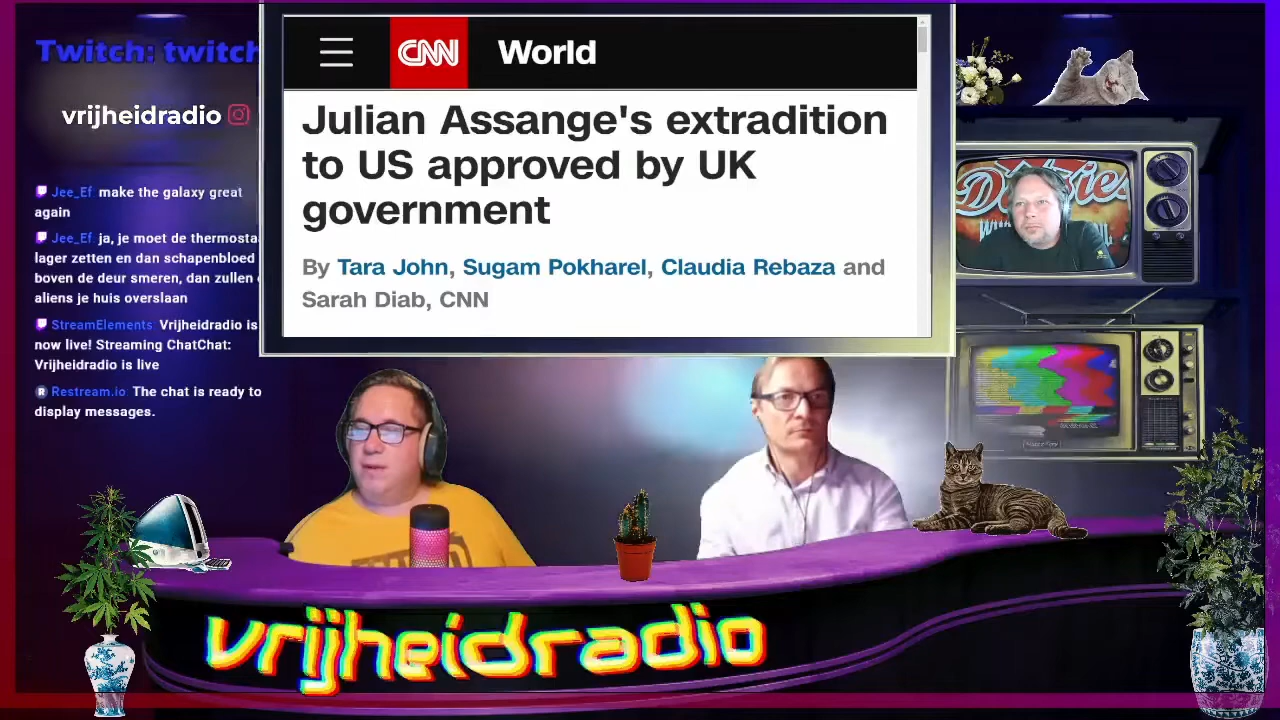 Twitch: twitch
vrijheidradio
Jee_Ef make the galaxy great
again
Jee_Ef ja, je moet de thermosta
lager zetten en dan schapenbloed
boven de deur smeren, dan zullen
aliens je huis overslaan
StreamElements Vrijheidradio is
now live! Streaming ChatChat:
Vrijheidradio is live
Restream.io The chat is ready to
display messages.
CNN World
Julian Assange's extradition
to US approved by UK
government
By Tara John, Sugam Pokharel, Claudia Rebaza and
Sarah Diab, CNN
vrijheidradio